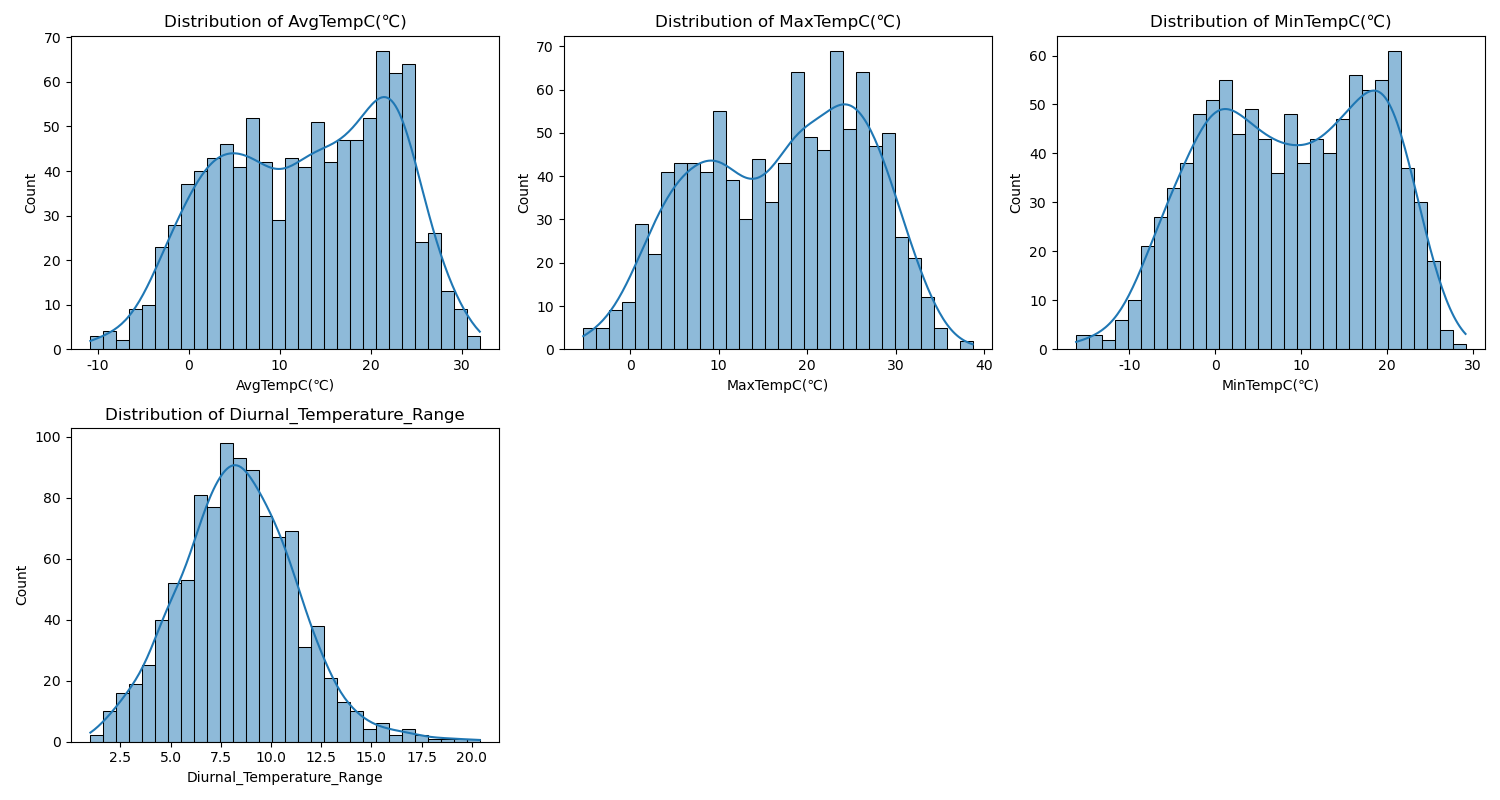 Distribution of AvgTempC(℃)
Count
70
60
50
40
30
20
10
0
-10 0 10 20 30
AvgTempC(℃)
Distribution of MaxTempC(℃)
Count
70
60
50
40
30
20
10
0
0 10 20 30 40
MaxTempC(℃)
Distribution of MinTempC(℃)
Count
60
50
40
30
20
10
0
-10 0 10 20 30
MinTempC(℃)
Distribution of Diurnal_Temperature_Range
Count
100
80
60
40
20
0
2.5 5.0 7.5 10.0 12.5 15.0 17.5 20.0
Diurnal_Temperature_Range